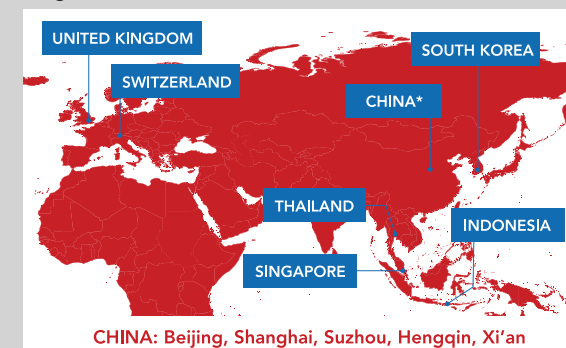 UNITED KINGDOM
SOUTH KOREA
SWITZERLAND
CHINA*
THAILAND
INDONESIA
SINGAPORE
CHINA: Beijing, Shanghai, Suzhou, Hengqin, Xi'an